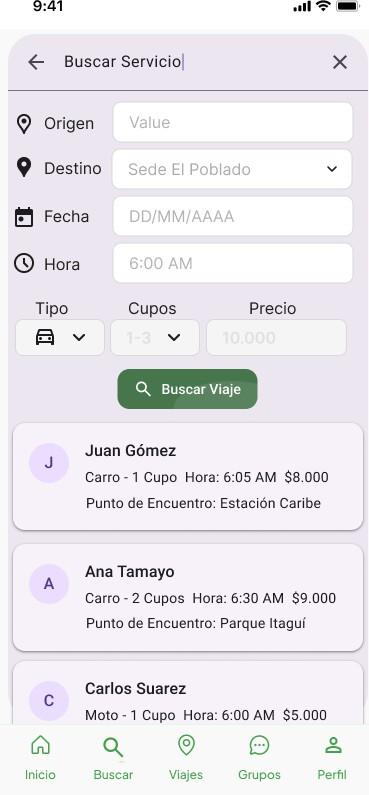 9:41
Buscar Servicio
Origen Value
Destino Sede El Poblado
Fecha DD/MM/AAAA
Hora 6:00 AM
Tipo Cupos Precio
1-3 10.000
Buscar Viaje
J Juan Gómez
Carro - 1 Cupo Hora: 6:05 AM $8.000
Punto de Encuentro: Estación Caribe
A Ana Tamayo
Carro - 2 Cupos Hora: 6:30 AM $9.000
Punto de Encuentro: Parque Itaguí
C Carlos Suarez
Moto - 1 Cupo Hora: 6:00 AM $5.000
Inicio Buscar Viajes Grupos Perfil